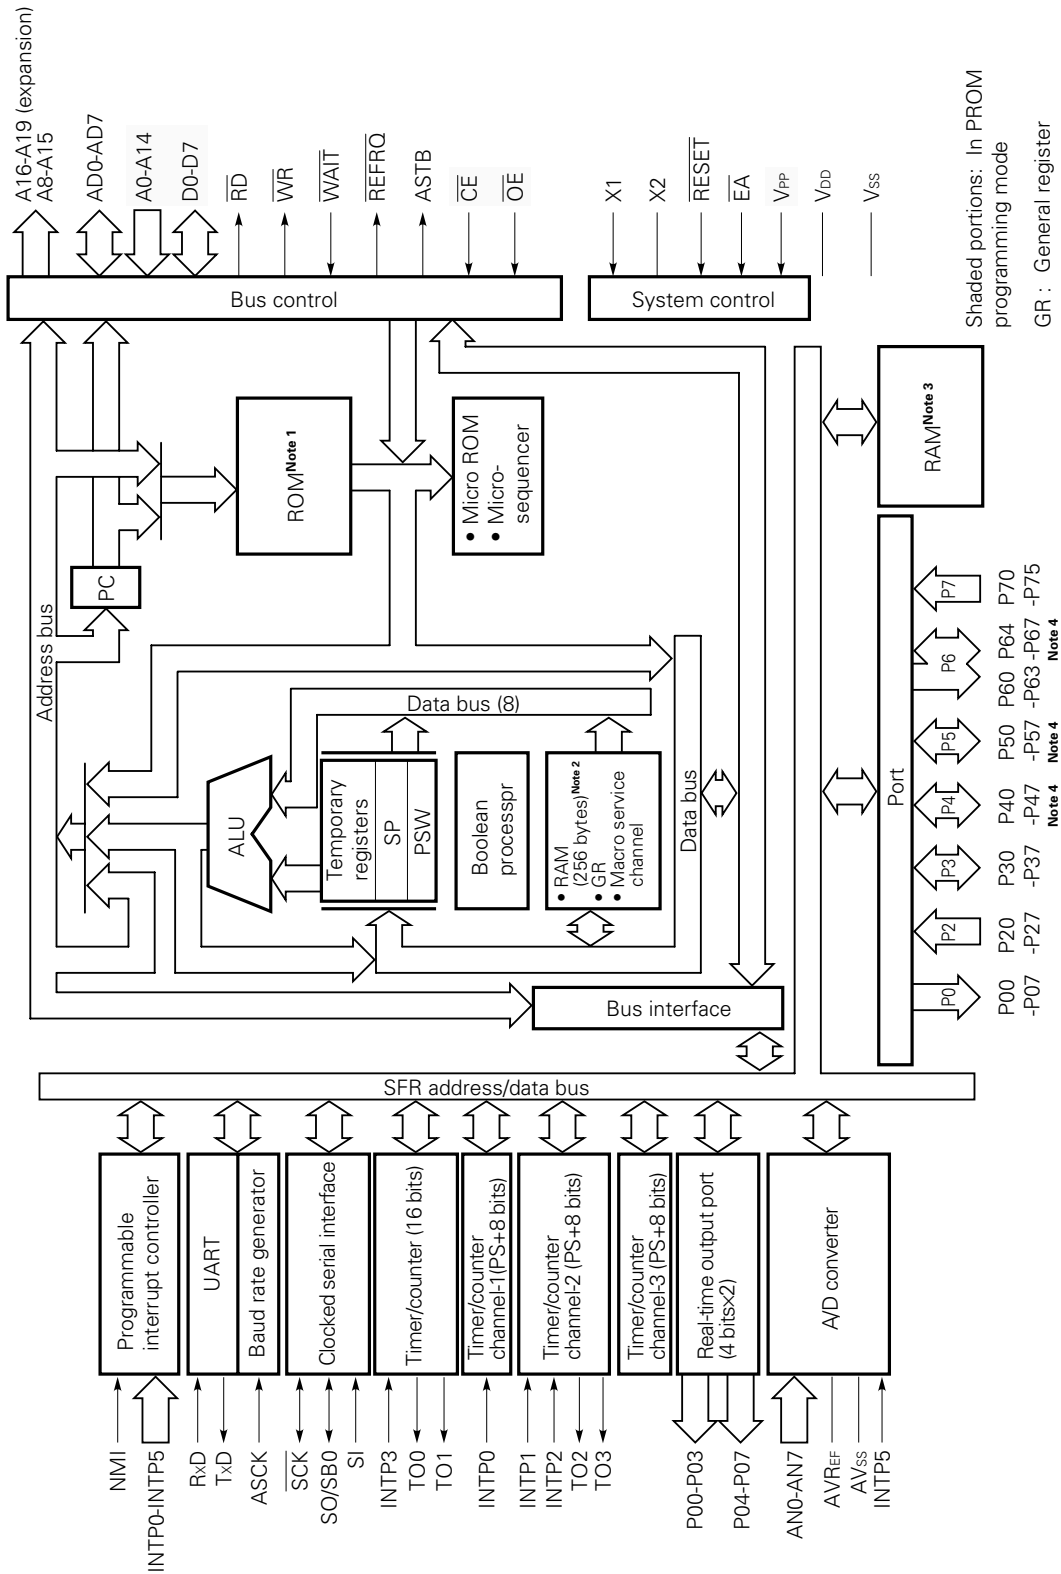 NMI
INTP0-INTP5
Programmable
interrupt controller
RxD
TxD
UART
ASCK
Baud rate generator
SCK
SO/SB0
SI
Clocked serial interface
INTP3
TO0
TO1
Timer/counter (16 bits)
INTP0
Timer/counter
channel-1(PS+8 bits)
INTP1
INTP2
TO2
TO3
Timer/counter
channel-2 (PS+8 bits)
Timer/counter
channel-3 (PS+8 bits)
P00-P03
P04-P07
Real-time output port
(4 bits×2)
AN0-AN7
AVREF
AVSS
INTP5
A/D converter
SFR address/data bus
Address bus
PC
ALU
Temporary
registers
SP
PSW
Data bus (8)
Boolean
processpr
• RAM
(256 bytes)Note 2
• GR
• Macro service
channel
Data bus
Bus interface
ROMNote 1
• Micro ROM
• Micro-
sequencer
Bus control
A16-A19 (expansion)
A8-A15
AD0-AD7
A0-A14
D0-D7
RD
WR
WAIT
REFRQ
ASTB
CE
OE
System control
X1
X2
RESET
EA
VPP
VDD
VSS
Port
P0
P2
P3
P4
P5
P6
P7
P00
-P07
P20
-P27
P30
-P37
P40
-P47
Note 4
P50
-P57
Note 4
P60 P64
-P63 -P67
Note 4
P70
-P75
RAMNote 3
Shaded portions: In PROM
programming mode
GR : General register